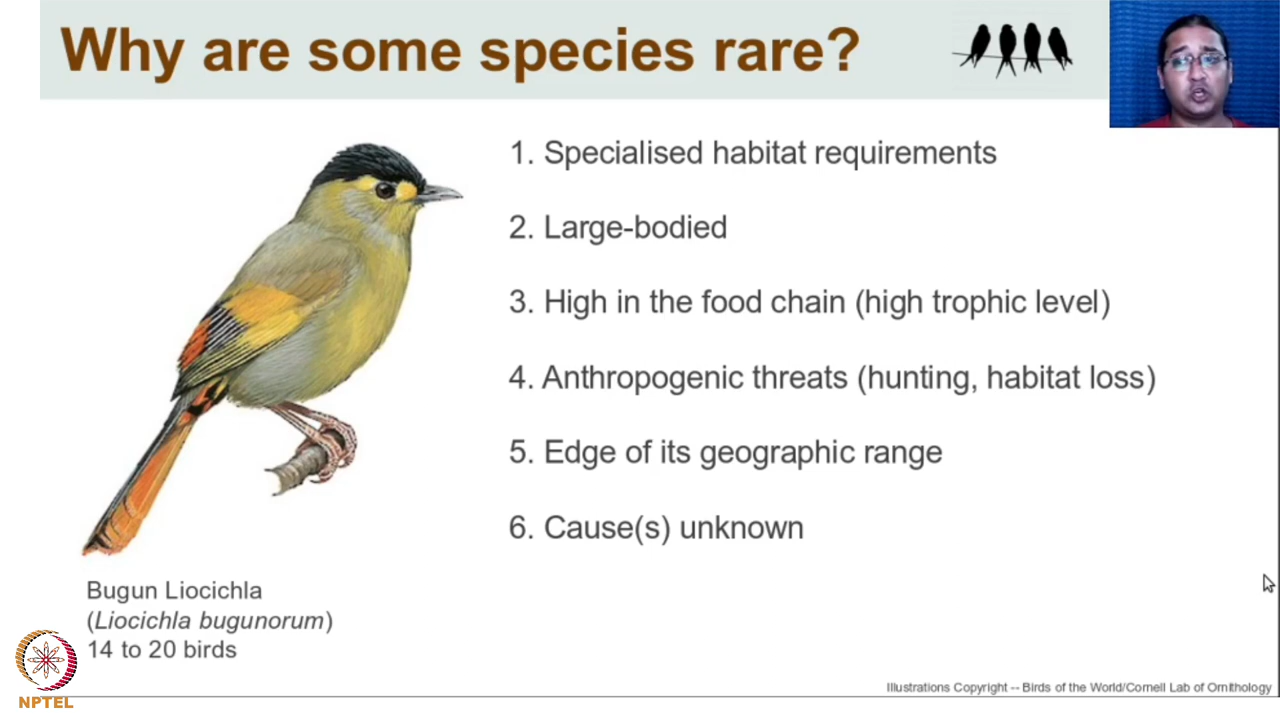 Why are some species rare?
1. Specialised habitat requirements
2. Large-bodied
3. High in the food chain (high trophic level)
4. Anthropogenic threats (hunting, habitat loss)
5. Edge of its geographic range
6. Cause(s) unknown
Bugun Liocichla
(Liocichla bugunorum)
14 to 20 birds
NPTEL
Illustrations Copyright -- Birds of the World/Cornell Lab of Ornithology